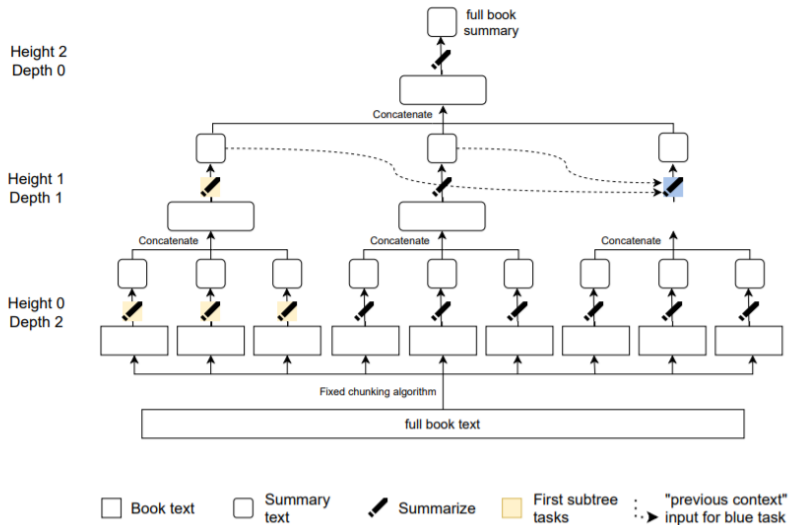 full book
summary
Height 2
Depth 0
Concatenate
Height 1
Depth 1
Concatenate
Concatenate
Concatenate
Height 0
Depth 2
Fixed chunking algorithm
full book text
Book text
Summary
text
Summarize
First subtree
tasks
"previous context"
input for blue task